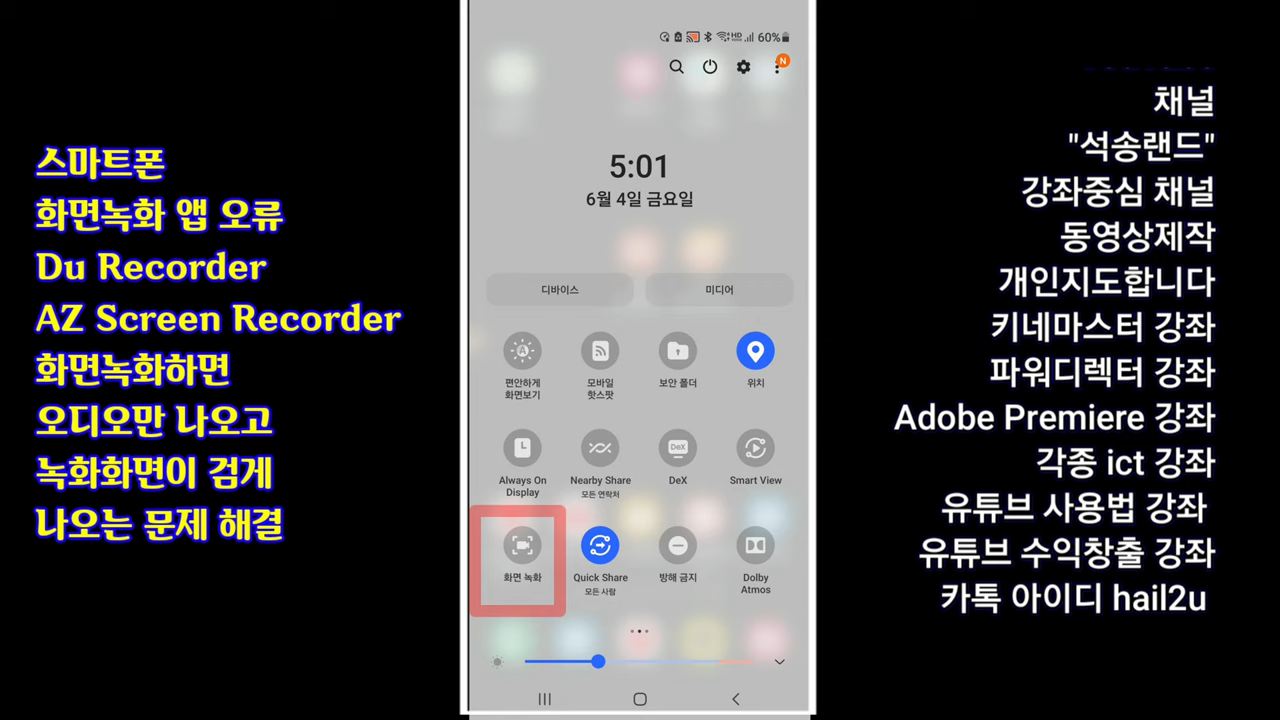 스마트폰
화면녹화 앱 오류
Du Recorder
AZ Screen Recorder
화면녹화하면
오디오만 나오고
녹화화면이 검게
나오는 문제 해결
HD 60%
N
5:01
6월 4일 금요일
디바이스 미디어
편안하게
화면보기
모바일
핫스팟
보안 폴더
위치
Always On
Display
Nearby Share
모든 연락처
DeX
DeX
Smart View
화면 녹화
Quick Share
모든 사람
방해 금지
Dolby
Atmos
채널
"석송랜드"
강좌중심 채널
동영상제작
개인지도합니다
키네마스터 강좌
파워디렉터 강좌
Adobe Premiere 강좌
각종 ict 강좌
유튜브 사용법 강좌
유튜브 수익창출 강좌
카톡 아이디 hail2u